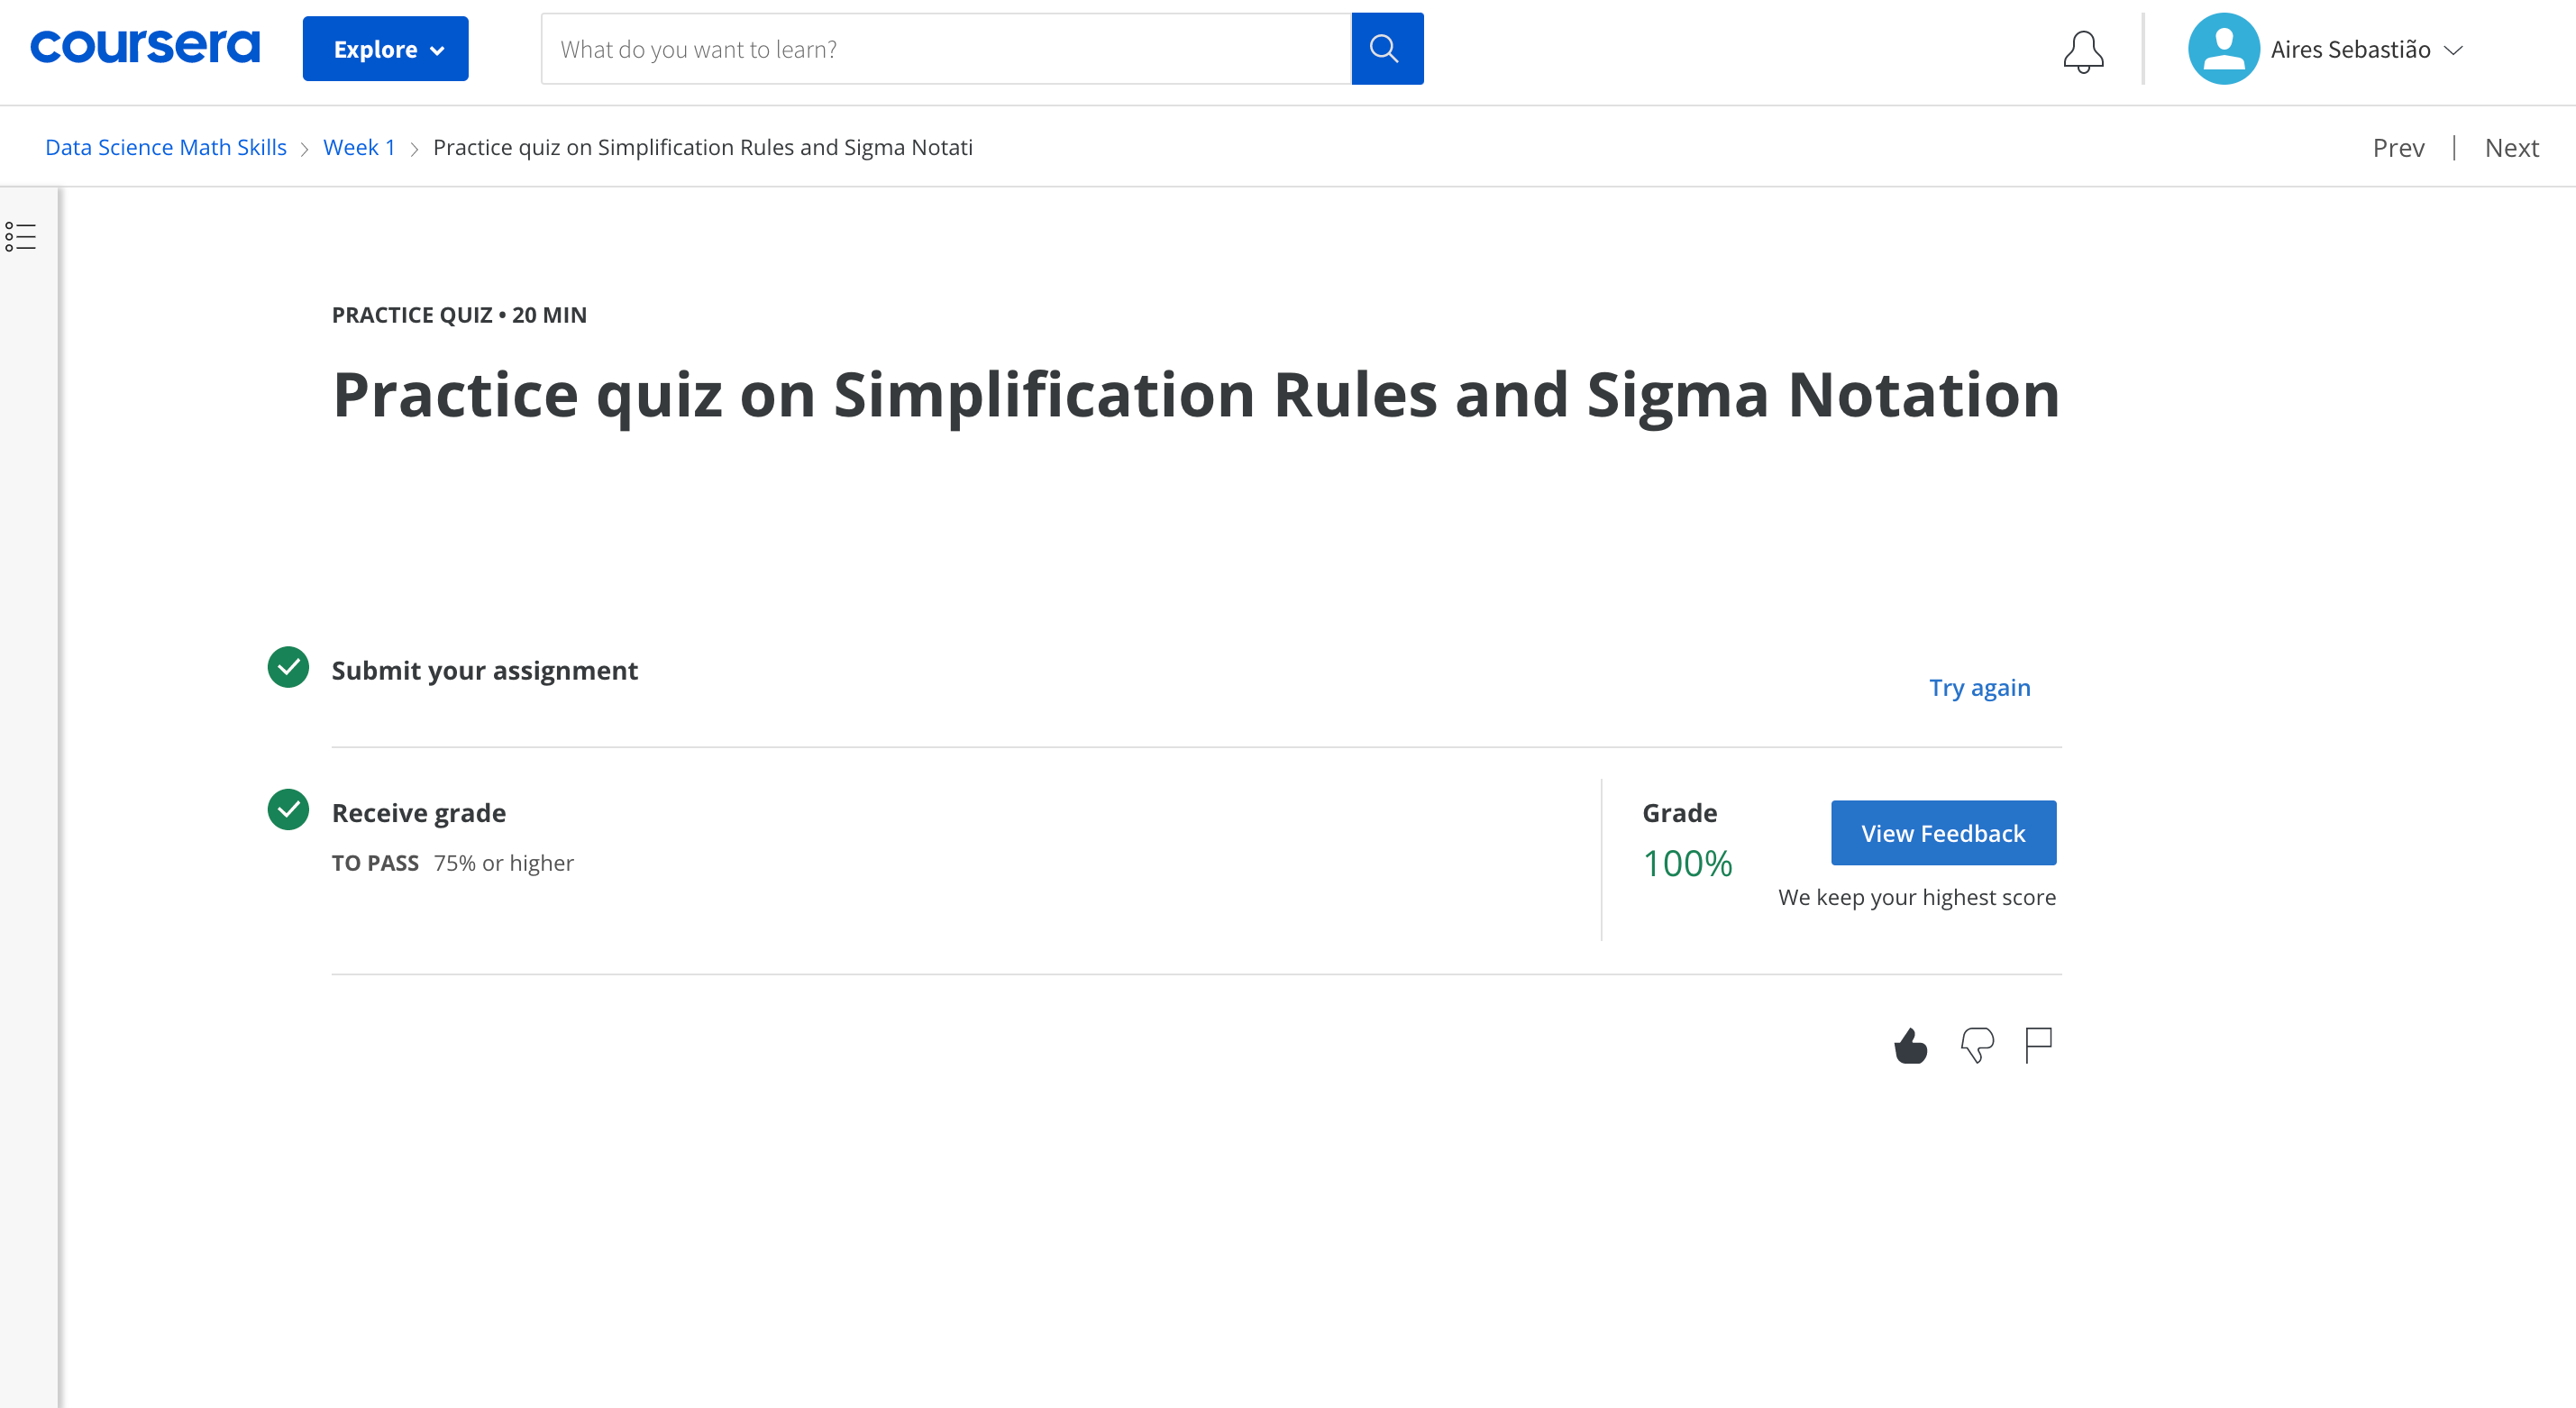 coursera
Explore
What do you want to learn?
Aires Sebastião
Data Science Math Skills > Week 1 > Practice quiz on Simplification Rules and Sigma Notati
Prev | Next
PRACTICE QUIZ • 20 MIN
Practice quiz on Simplification Rules and Sigma Notation
Submit your assignment
Try again
Receive grade
TO PASS 75% or higher
Grade
100%
View Feedback
We keep your highest score